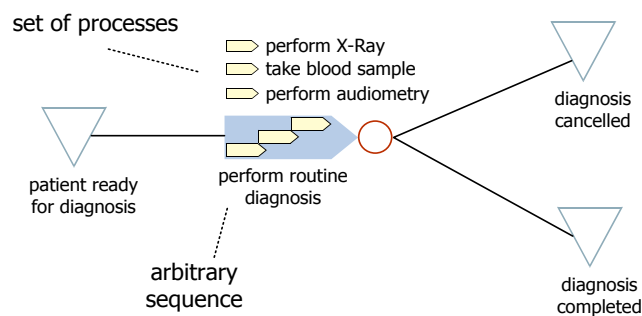 set of processes
perform X-Ray
take blood sample
perform audiometry
patient ready
for diagnosis
perform routine
diagnosis
arbitrary
sequence
diagnosis
cancelled
diagnosis
completed